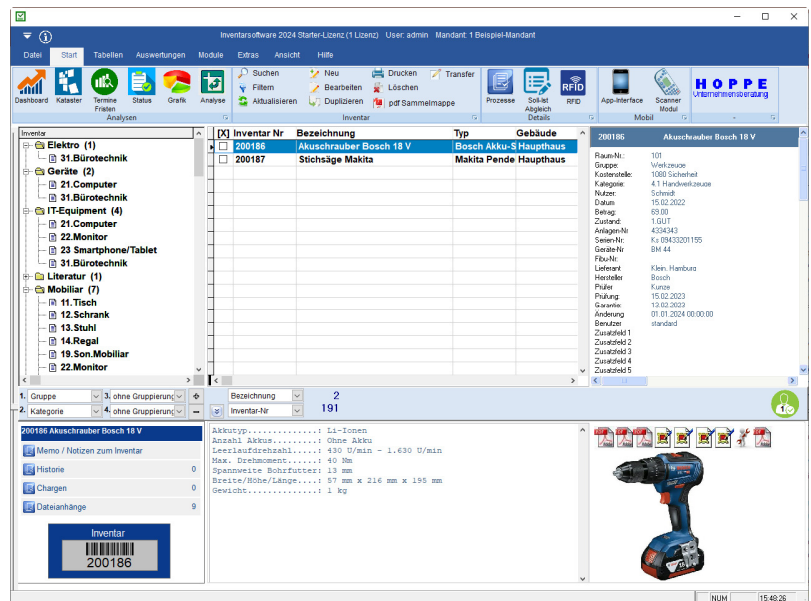 Inventarsoftware 2024 Starter-Lizenz (1 Lizenz) User: admin Mandant: 1 Beispiel-Mandant
Datei Start Tabellen Auswertungen Module Extras Ansicht Hilfe
Dashboard Kataster Termine Fristen Status Grafik Analyse
Analysen
Suchen Neu Drucken Transfer
Filtern Bearbeiten Löschen
Aktualisieren Duplizieren pdf Sammelmappe
Inventar
Prozesse Soll-Ist Abgleich RFID RFID
Details
App-Interface Scanner Modul
Mobil
HOPPE
Unternehmensberatung
-
Inventar
Elektro (1)
31.Bürotechnik
Geräte (2)
21.Computer
31.Bürotechnik
IT-Equipment (4)
21.Computer
22.Monitor
23 Smartphone/Tablet
31.Bürotechnik
Literatur (1)
Mobiliar (7)
11.Tisch
12.Schrank
13.Stuhl
14.Regal
19.Son.Mobiliar
22.Monitor
[X] Inventar Nr Bezeichnung Typ Gebäude
200186 Akuschrauber Bosch 18 V Bosch Akku-S Haupthaus
200187 Stichsäge Makita Makita Pende Haupthaus
200186 Akuschrauber Bosch 18 V
Raum-Nr.: 101
Gruppe: Werkzeuge
Kostenstelle: 1080 Sicherheit
Kategorie: 4.1 Handwerkzeuge
Nutzer: Schmidt
Datum 15.02.2022
Betrag: 69.00
Zustand: 1.GUT
Anlagen-Nr 4334343
Serien-Nr: Ks 09433201155
Geräte-Nr BM 44
Fibu-Nr:
Lieferant Klein, Hamburg
Hersteller Bosch
Prüfer Kunze
Prüfung: 15.02.2023
Garantie: 13.02.2023
Änderung 01.01.2024 00:00:00
Benutzer standard
Zusatzfeld 1
Zusatzfeld 2
Zusatzfeld 3
Zusatzfeld 4
Zusatzfeld 5
1. Gruppe 3. ohne Gruppierung
2. Kategorie 4. ohne Gruppierung
Bezeichnung 2
Inventar-Nr 191
1
200186 Akuschrauber Bosch 18 V
Memo / Notizen zum Inventar
Historie 0
Chargen 0
Dateianhänge 9
Inventar
200186
Akkutyp..............: Li-Ionen
Anzahl Akkus.........: Ohne Akku
Leerlaufdrehzahl.....: 430 U/min - 1.630 U/min
Max. Drehmoment......: 40 Nm
Spannweite Bohrfutter: 13 mm
Breite/Höhe/Länge....: 57 mm x 216 mm x 195 mm
Gewicht..............: 1 kg
NUM 15:48:26